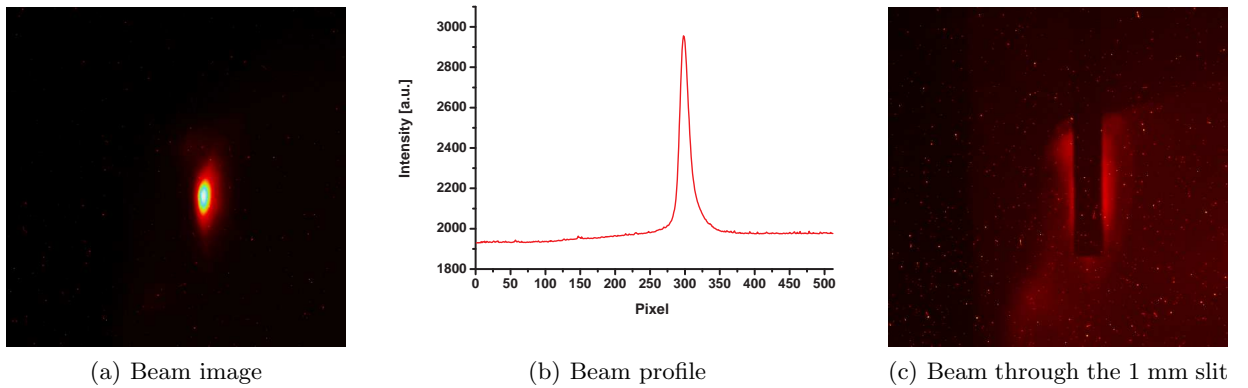 3000
2800
2600
2400
2200
2000
1800
Intensity [a.u.]
0 50 100 150 200 250 300 350 400 450 500
Pixel
(a) Beam image
(b) Beam profile
(c) Beam through the 1 mm slit